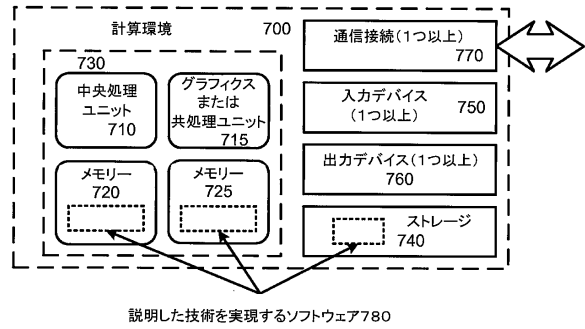 計算環境 700
730
中央処理
ユニット
710
グラフィクス
または
共処理ユニット
715
メモリー
720
メモリー
725
通信接続(1つ以上)
770
入力デバイス
(1つ以上)
750
出力デバイス(1つ以上)
760
ストレージ
740
説明した技術を実現するソフトウェア780